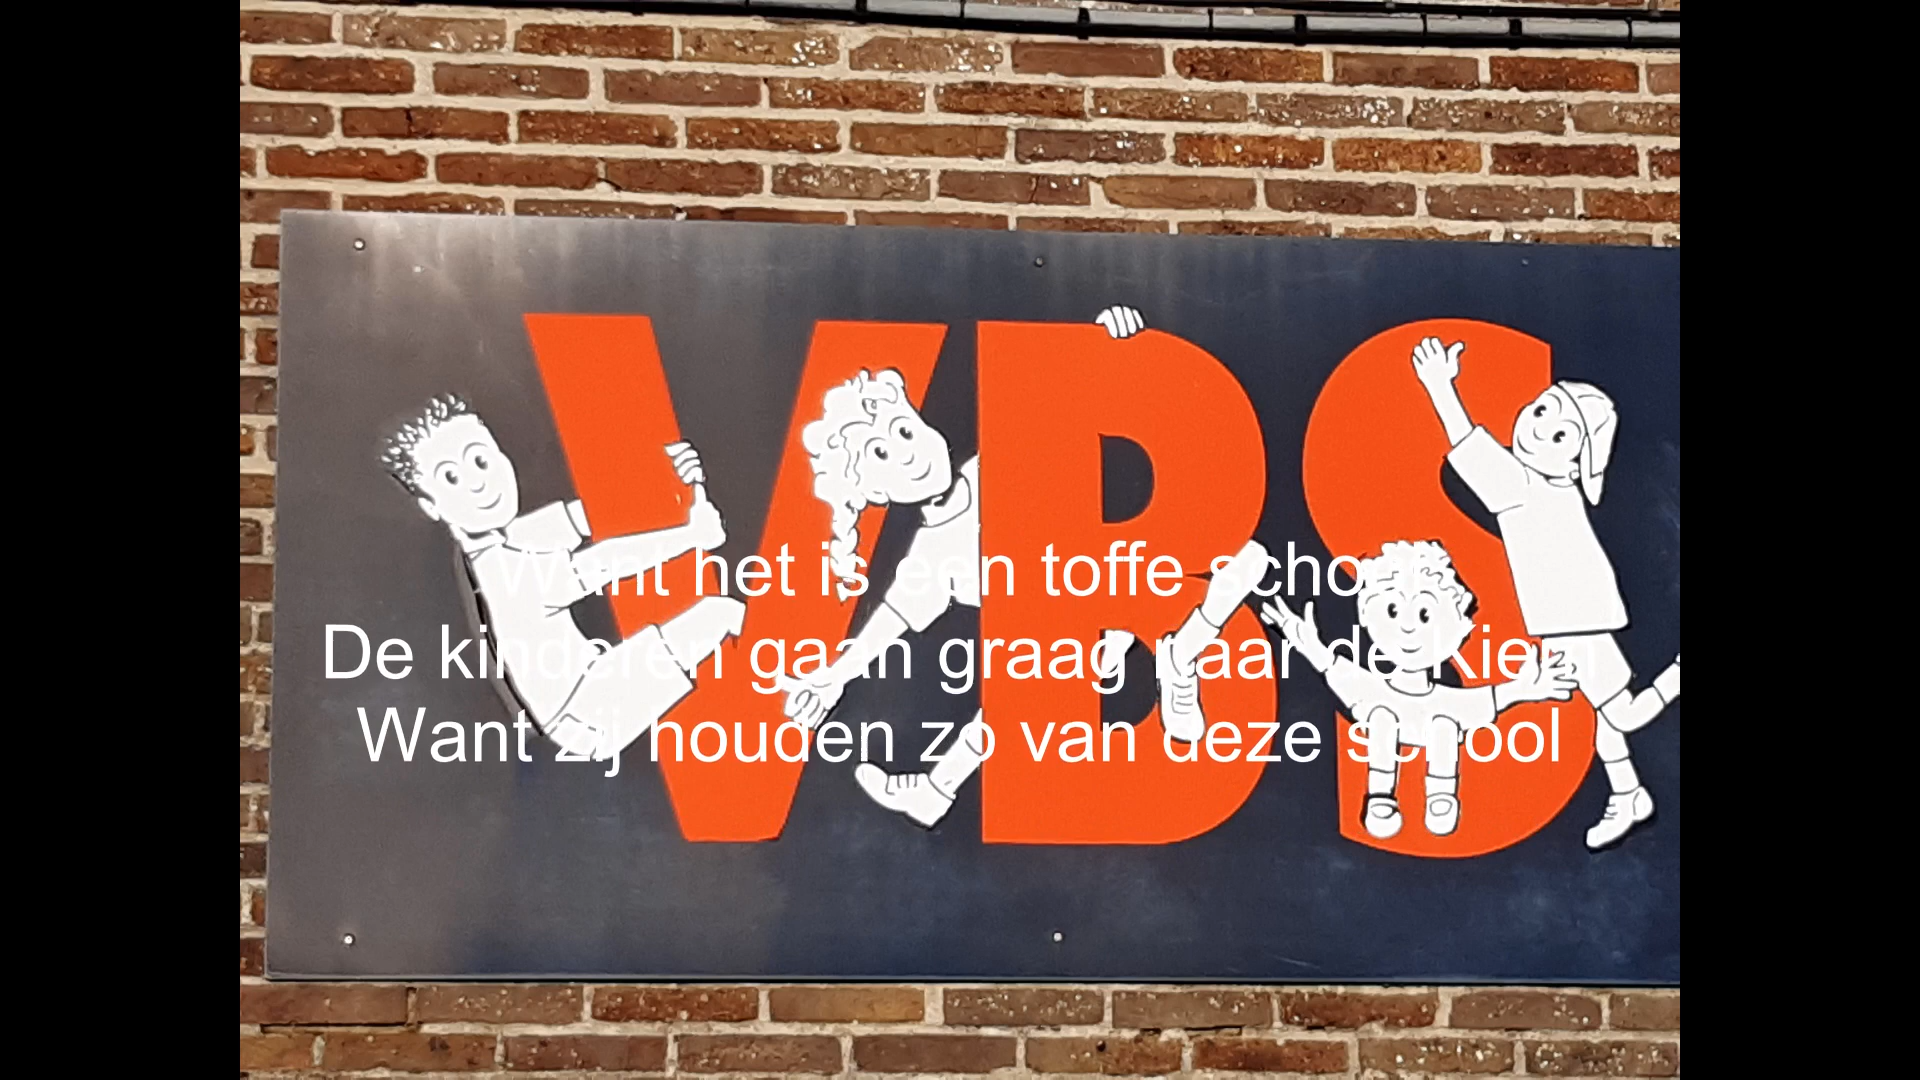 VBS
Want het is een toffe school
De kinderen gaan graag naar de Kiem
Want zij houden zo van deze school